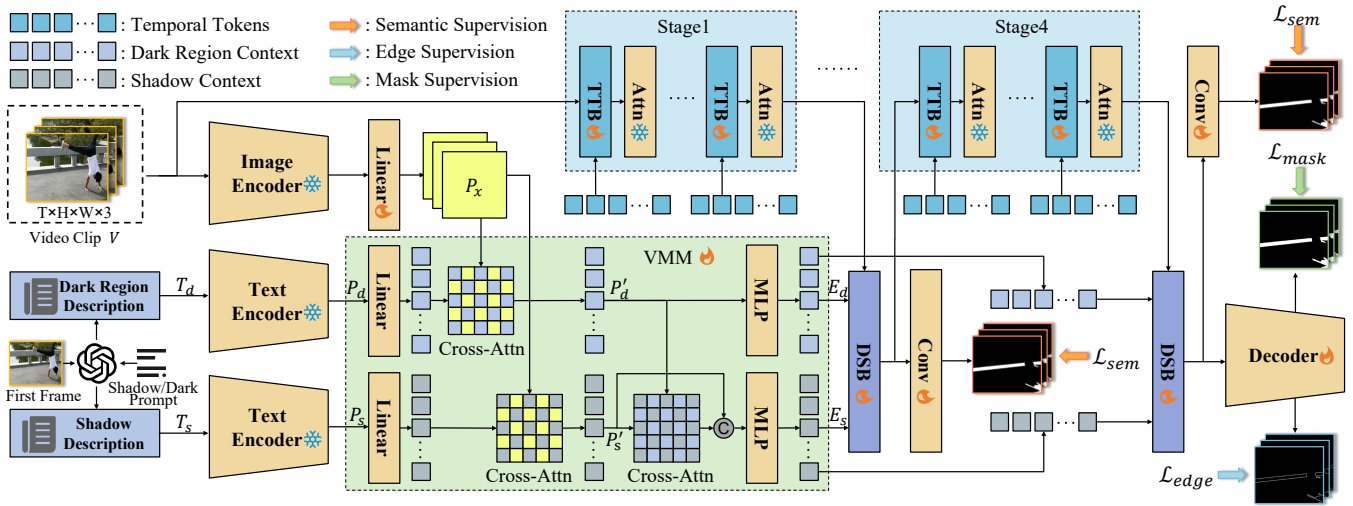 : Temporal Tokens
: Dark Region Context
: Shadow Context
: Semantic Supervision
: Edge Supervision
: Mask Supervision
Stage1
TTB
Attn
TTB
Attn
Stage4
TTB
Attn
TTB
Attn
Conv
L_sem
L_mask
T×H×W×3
Video Clip V
Image
Encoder
Linear
P_x
VMM
Dark Region
Description
T_d
Text
Encoder
P_d
Linear
Cross-Attn
P'_d
MLP
E_d
First Frame
Shadow/Dark
Prompt
Shadow
Description
T_s
Text
Encoder
P_s
Linear
Cross-Attn
P'_s
Cross-Attn
C
MLP
E_s
DSB
Conv
L_sem
DSB
Decoder
L_edge